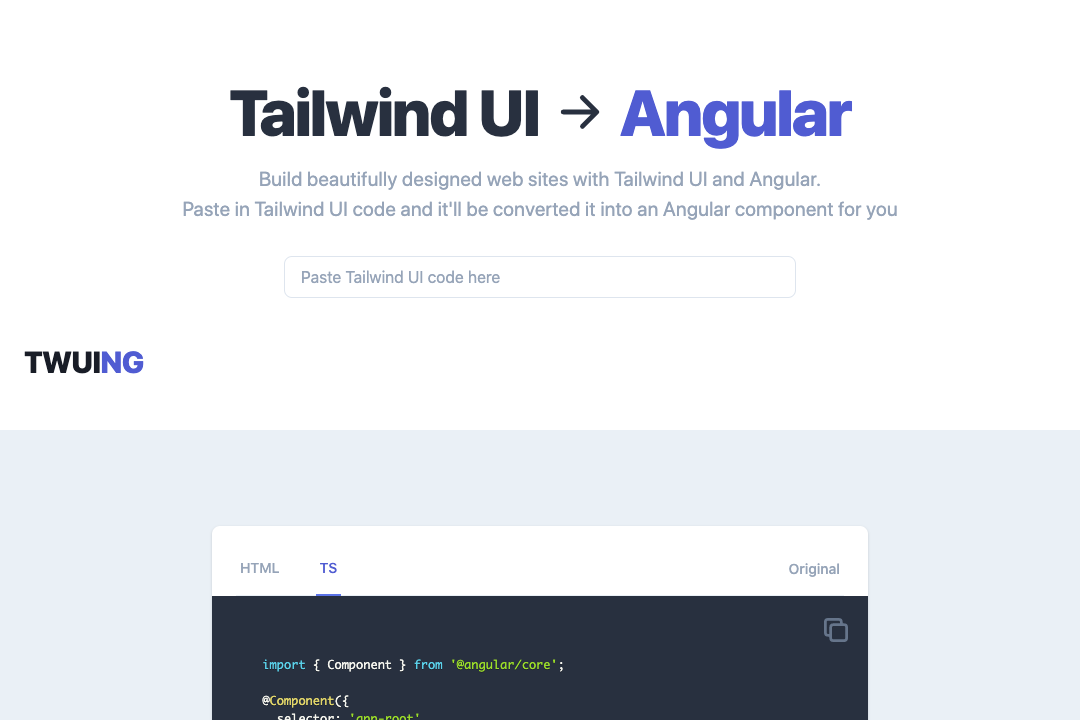 Tailwind UI → Angular
Build beautifully designed web sites with Tailwind UI and Angular.
Paste in Tailwind UI code and it'll be converted it into an Angular component for you
Paste Tailwind UI code here
TWUING
HTML TS Original
import { Component } from '@angular/core';
@Component({
selector: 'app-root',